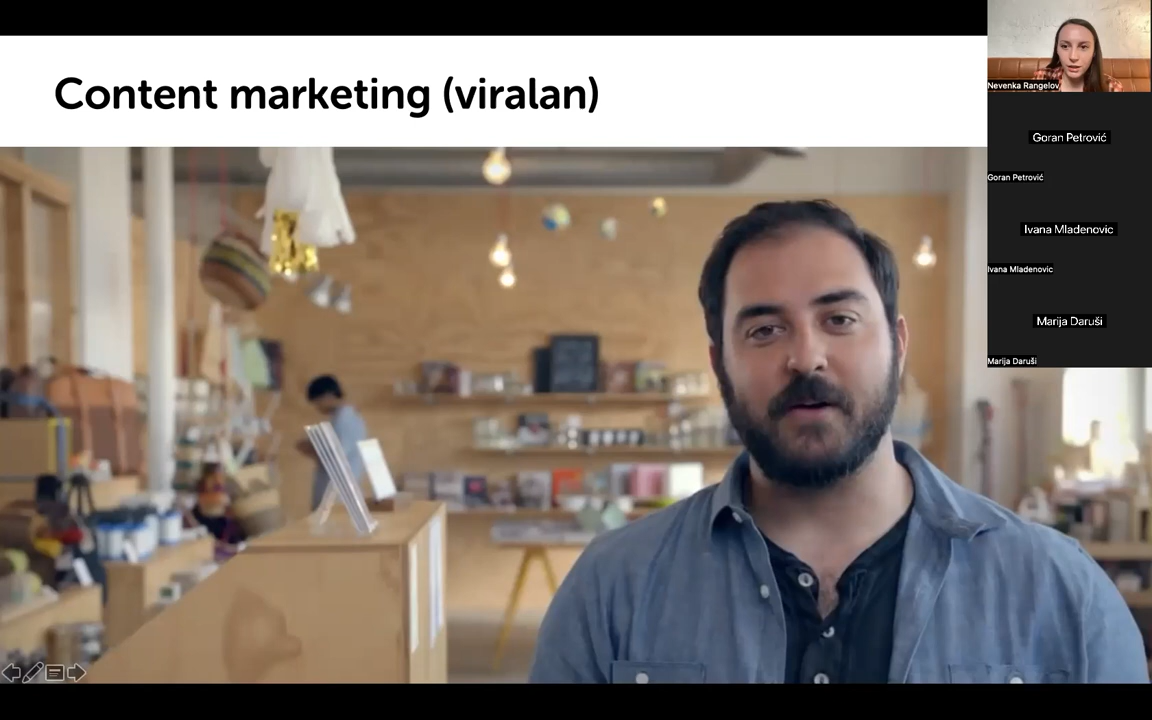 Content marketing (viralan)
Nevenka Rangelov
Goran Petrović
Goran Petrović
Ivana Mladenovic
Ivana Mladenovic
Marija Daruši
Marija Daruši